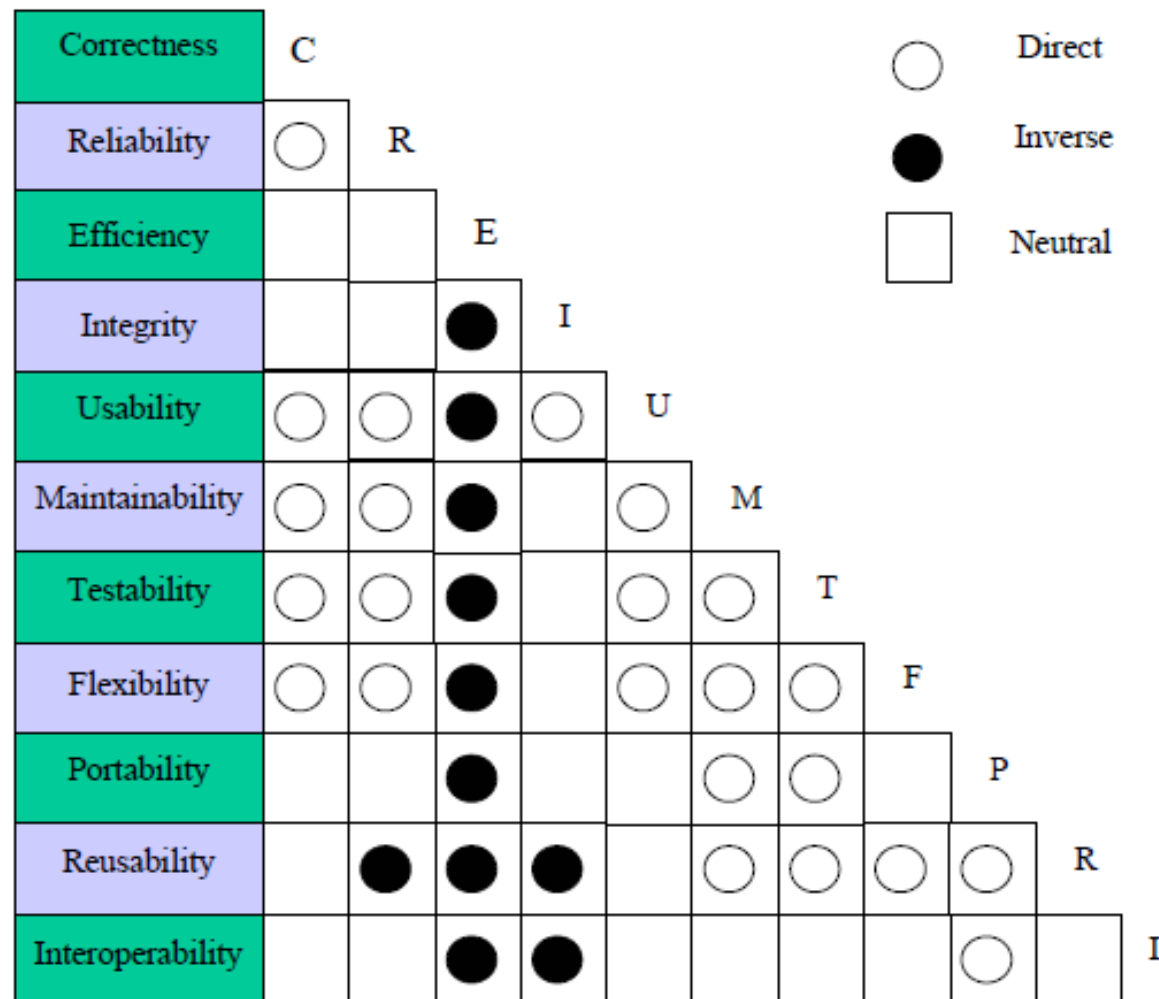 Correctness C Direct
Reliability R Inverse
Efficiency E Neutral
Integrity I
Usability U
Maintainability M
Testability T
Flexibility F
Portability P
Reusability R
Interoperability I